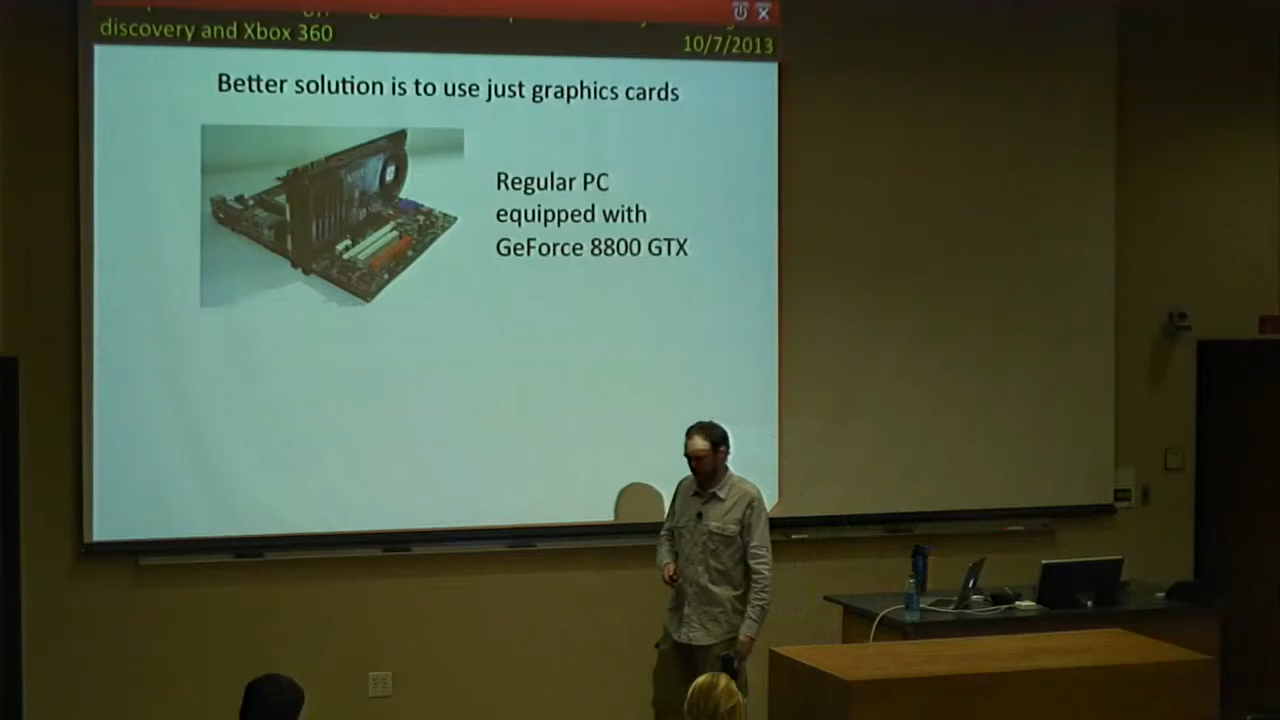 discovery and Xbox 360
10/7/2013
Better solution is to use just graphics cards
Regular PC
equipped with
GeForce 8800 GTX